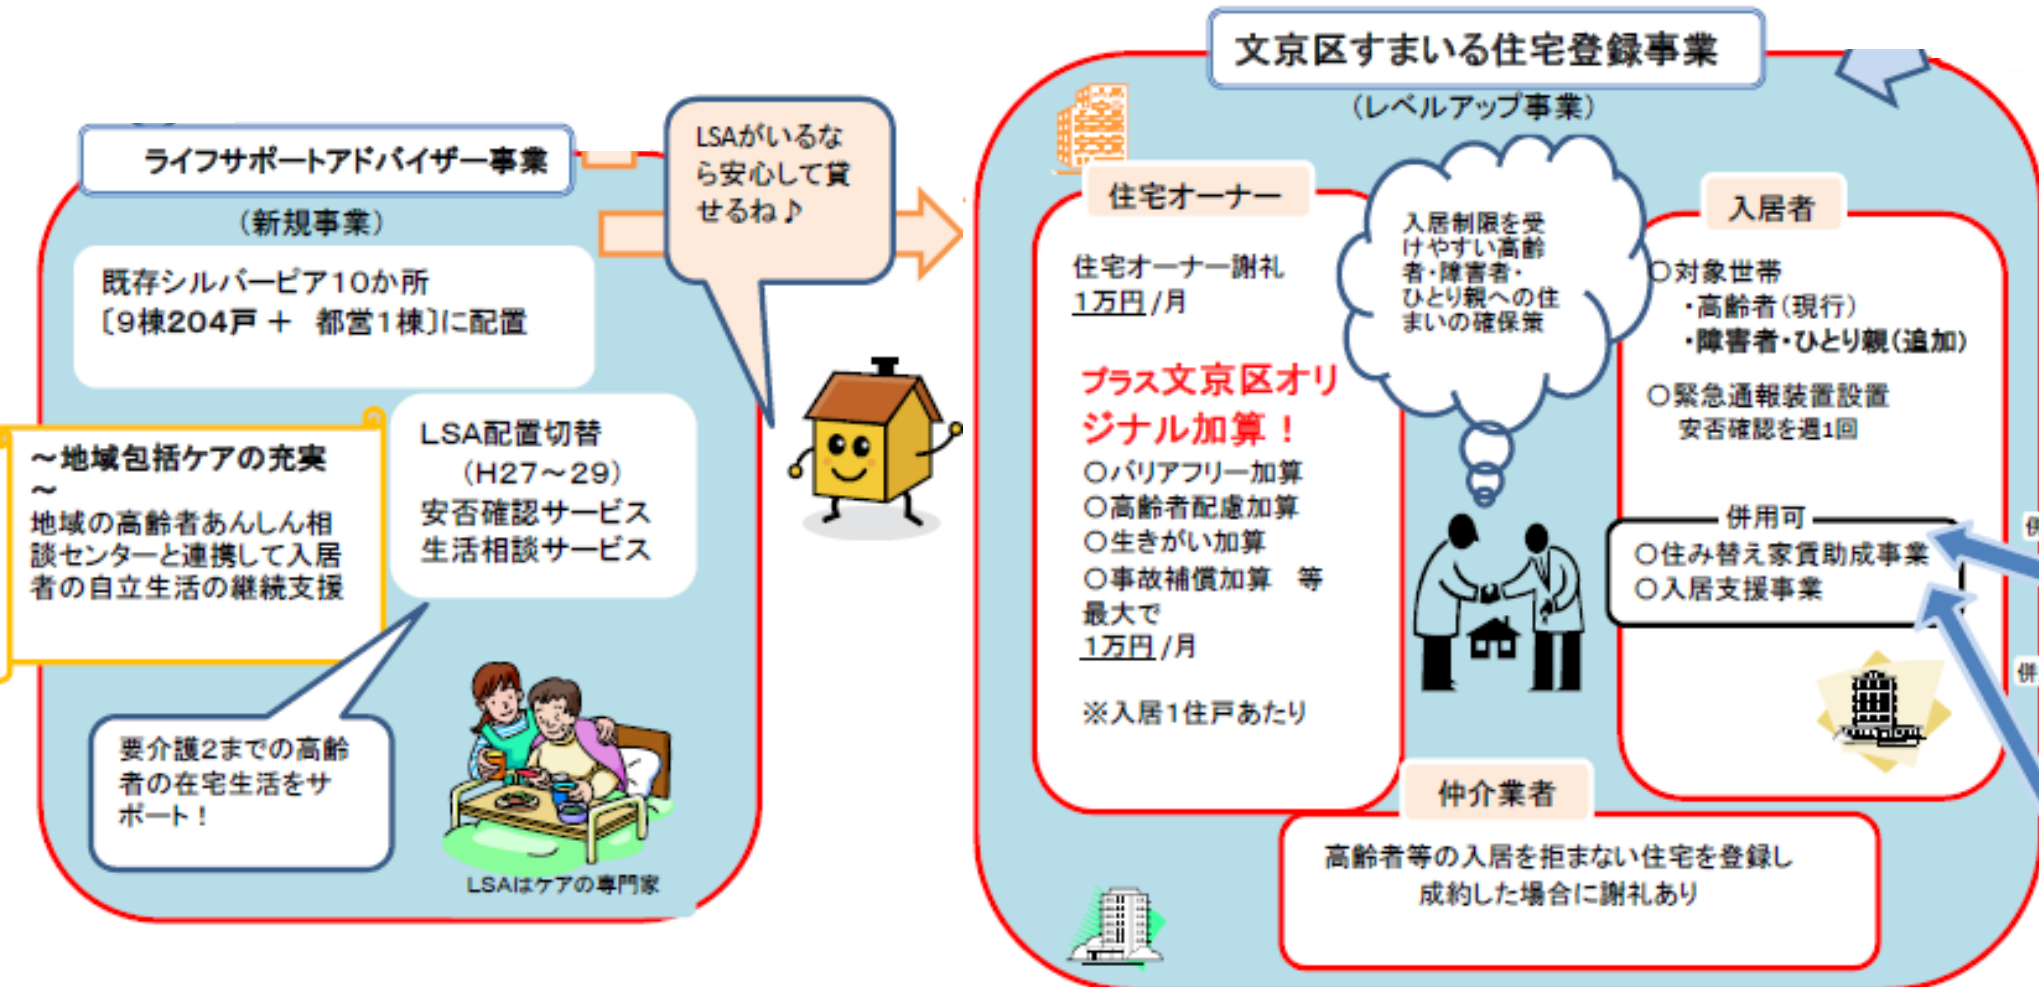 ライフサポートアドバイザー事業
（新規事業）
既存シルバーピア10か所
〔9棟204戸 ＋ 都営1棟〕に配置
～地域包括ケアの充実
～
地域の高齢者あんしん相
談センターと連携して入居
者の自立生活の継続支援
LSA配置切替
（H27～29）
安否確認サービス
生活相談サービス
要介護2までの高齢
者の在宅生活をサ
ポート！
LSAはケアの専門家
LSAがいるな
ら安心して貸
せるね♪
文京区すまいる住宅登録事業
（レベルアップ事業）
住宅オーナー
住宅オーナー謝礼
1万円/月
プラス文京区オリ
ジナル加算！
○バリアフリー加算
○高齢者配慮加算
○生きがい加算
○事故補償加算 等
最大で
1万円/月
※入居1住戸あたり
入居制限を受
けやすい高齢
者・障害者・
ひとり親への住
まいの確保策
入居者
○対象世帯
・高齢者（現行）
・障害者・ひとり親（追加）
○緊急通報装置設置
安否確認を週1回
併用可
○住み替え家賃助成事業
○入居支援事業
仲介業者
高齢者等の入居を拒まない住宅を登録し
成約した場合に謝礼あり